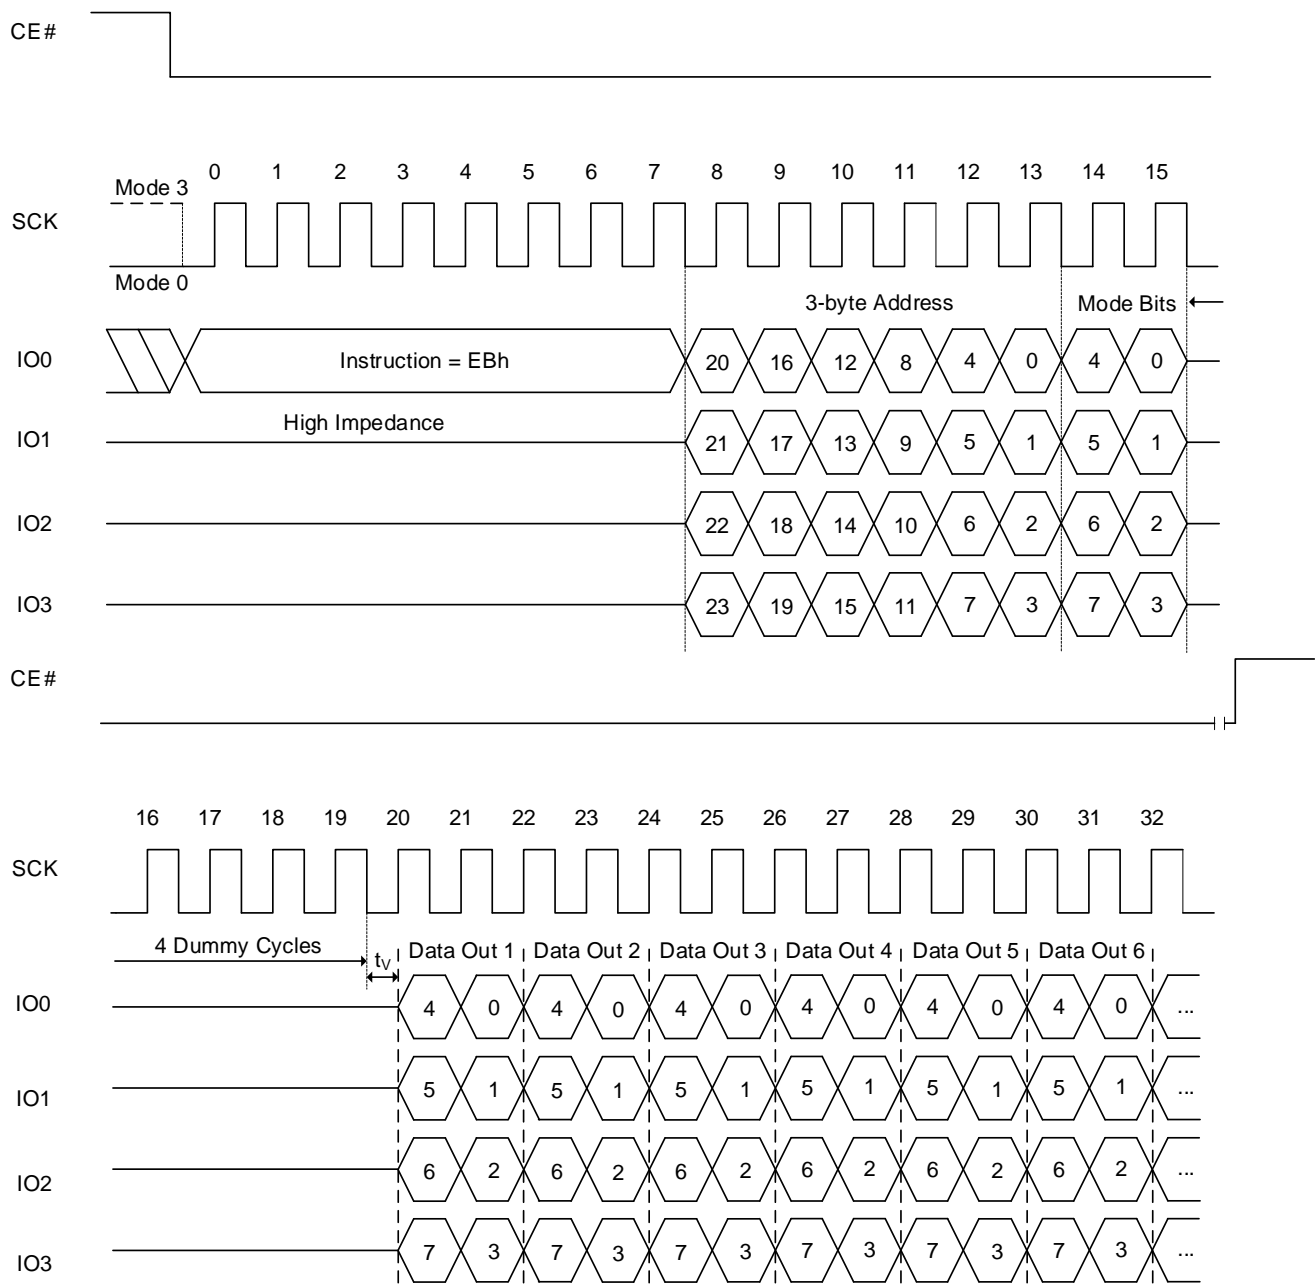 CE#
0 1 2 3 4 5 6 7 8 9 10 11 12 13 14 15
Mode 3
SCK
Mode 0
3-byte Address Mode Bits
IO0 Instruction = EBh 20 16 12 8 4 0 4 0
High Impedance
IO1 21 17 13 9 5 1 5 1
IO2 22 18 14 10 6 2 6 2
IO3 23 19 15 11 7 3 7 3
CE#
16 17 18 19 20 21 22 23 24 25 26 27 28 29 30 31 32
SCK
4 Dummy Cycles tV Data Out 1 Data Out 2 Data Out 3 Data Out 4 Data Out 5 Data Out 6
IO0 4 0 4 0 4 0 4 0 4 0 4 0 ...
IO1 5 1 5 1 5 1 5 1 5 1 5 1 ...
IO2 6 2 6 2 6 2 6 2 6 2 6 2 ...
IO3 7 3 7 3 7 3 7 3 7 3 7 3 ...